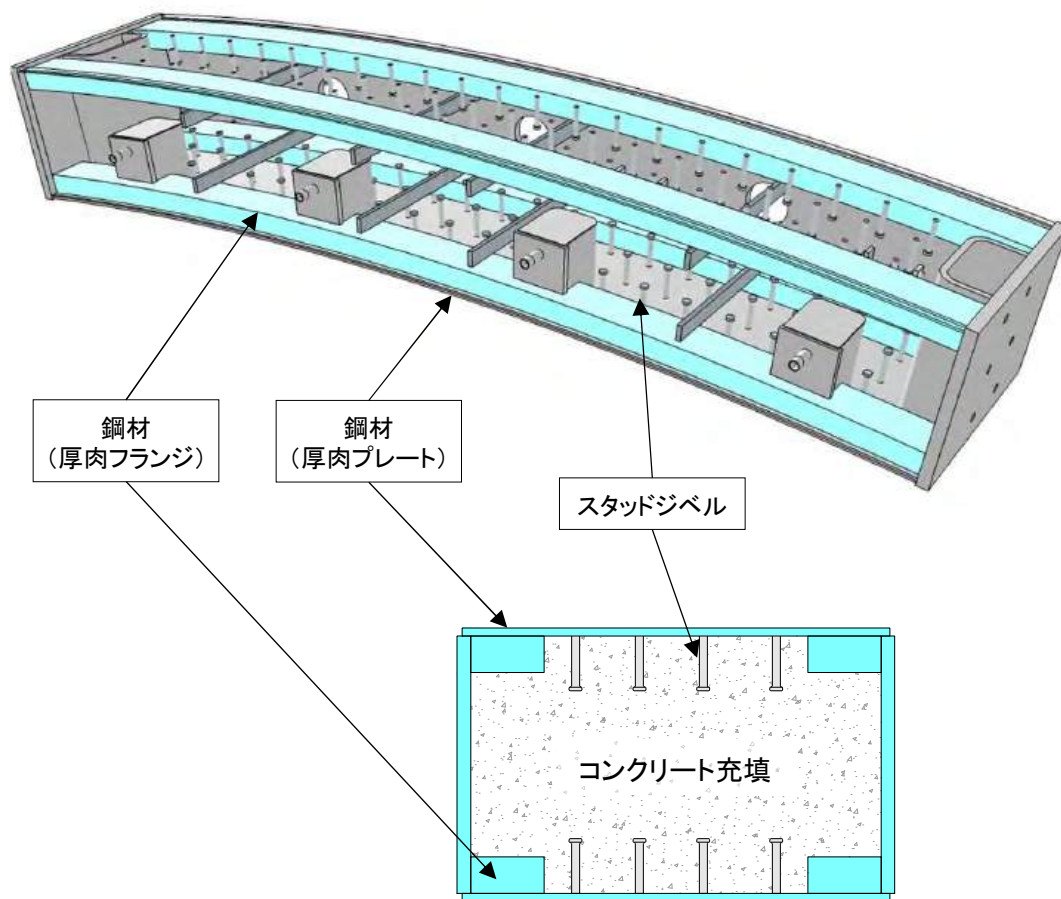 鋼材
（厚肉フランジ）
鋼材
（厚肉プレート）
スタッドジベル
コンクリート充填